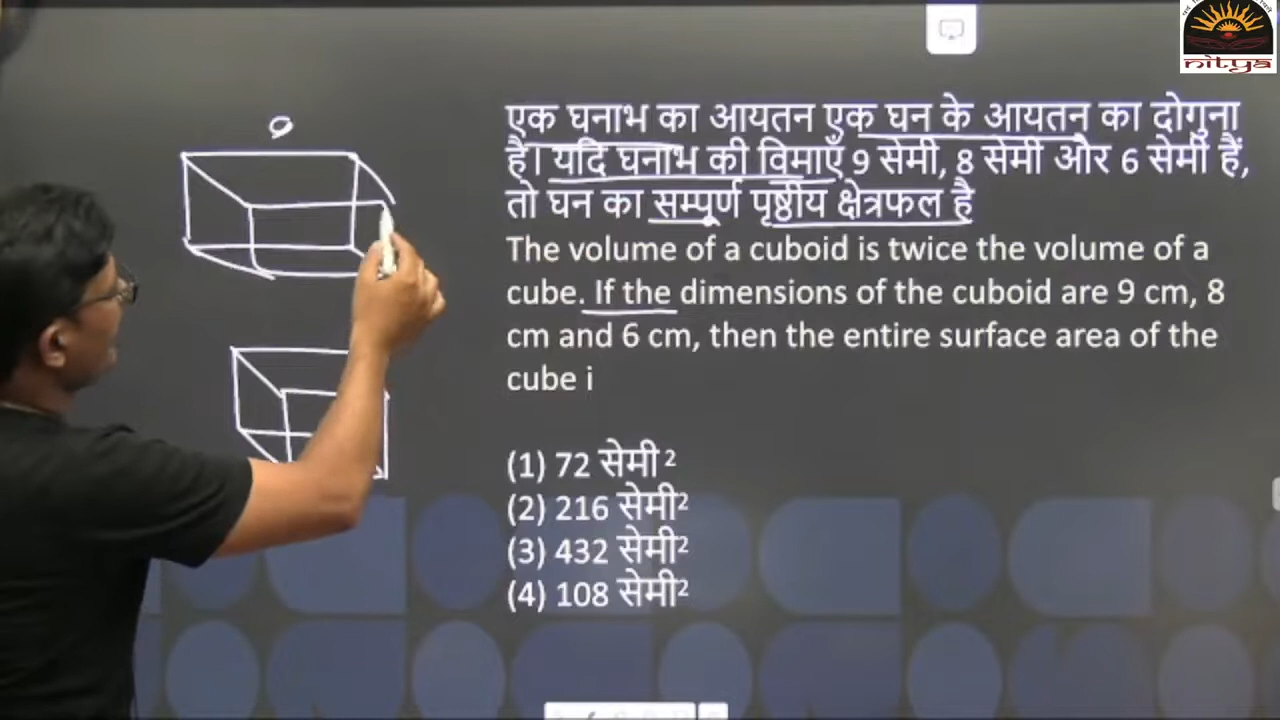 nitya
एक घनाभ का आयतन एक घन के आयतन का दोगुना
है। यदि घनाभ की विमाएँ 9 सेमी, 8 सेमी और 6 सेमी हैं,
तो घन का सम्पूर्ण पृष्ठीय क्षेत्रफल है
The volume of a cuboid is twice the volume of a
cube. If the dimensions of the cuboid are 9 cm, 8
cm and 6 cm, then the entire surface area of the
cube i
(1) 72 सेमी²
(2) 216 सेमी²
(3) 432 सेमी²
(4) 108 सेमी²